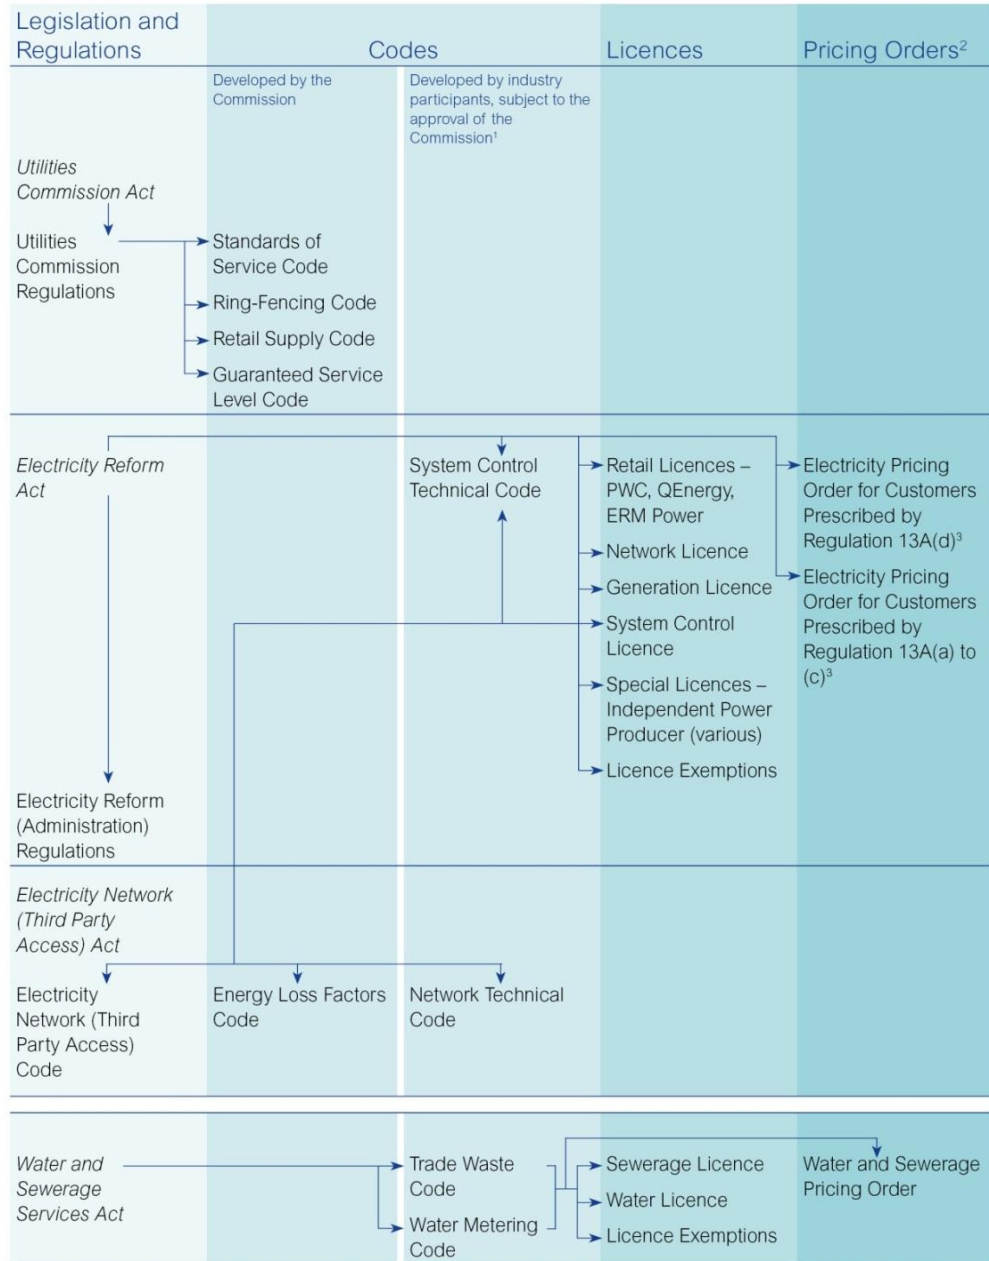 Legislation and
Regulations
Codes
Licences
Pricing Orders²
Developed by the
Commission
Developed by industry
participants, subject to the
approval of the
Commission¹
Utilities
Commission Act
Utilities
Commission
Regulations
Standards of
Service Code
Ring-Fencing Code
Retail Supply Code
Guaranteed Service
Level Code
Electricity Reform
Act
System Control
Technical Code
Retail Licences –
PWC, QEnergy,
ERM Power
Network Licence
Generation Licence
System Control
Licence
Special Licences –
Independent Power
Producer (various)
Licence Exemptions
Electricity Pricing
Order for Customers
Prescribed by
Regulation 13A(d)³
Electricity Pricing
Order for Customers
Prescribed by
Regulation 13A(a) to
(c)³
Electricity Reform
(Administration)
Regulations
Electricity Network
(Third Party
Access) Act
Electricity
Network (Third
Party Access)
Code
Energy Loss Factors
Code
Network Technical
Code
Water and
Sewerage
Services Act
Trade Waste
Code
Water Metering
Code
Sewerage Licence
Water Licence
Licence Exemptions
Water and Sewerage
Pricing Order